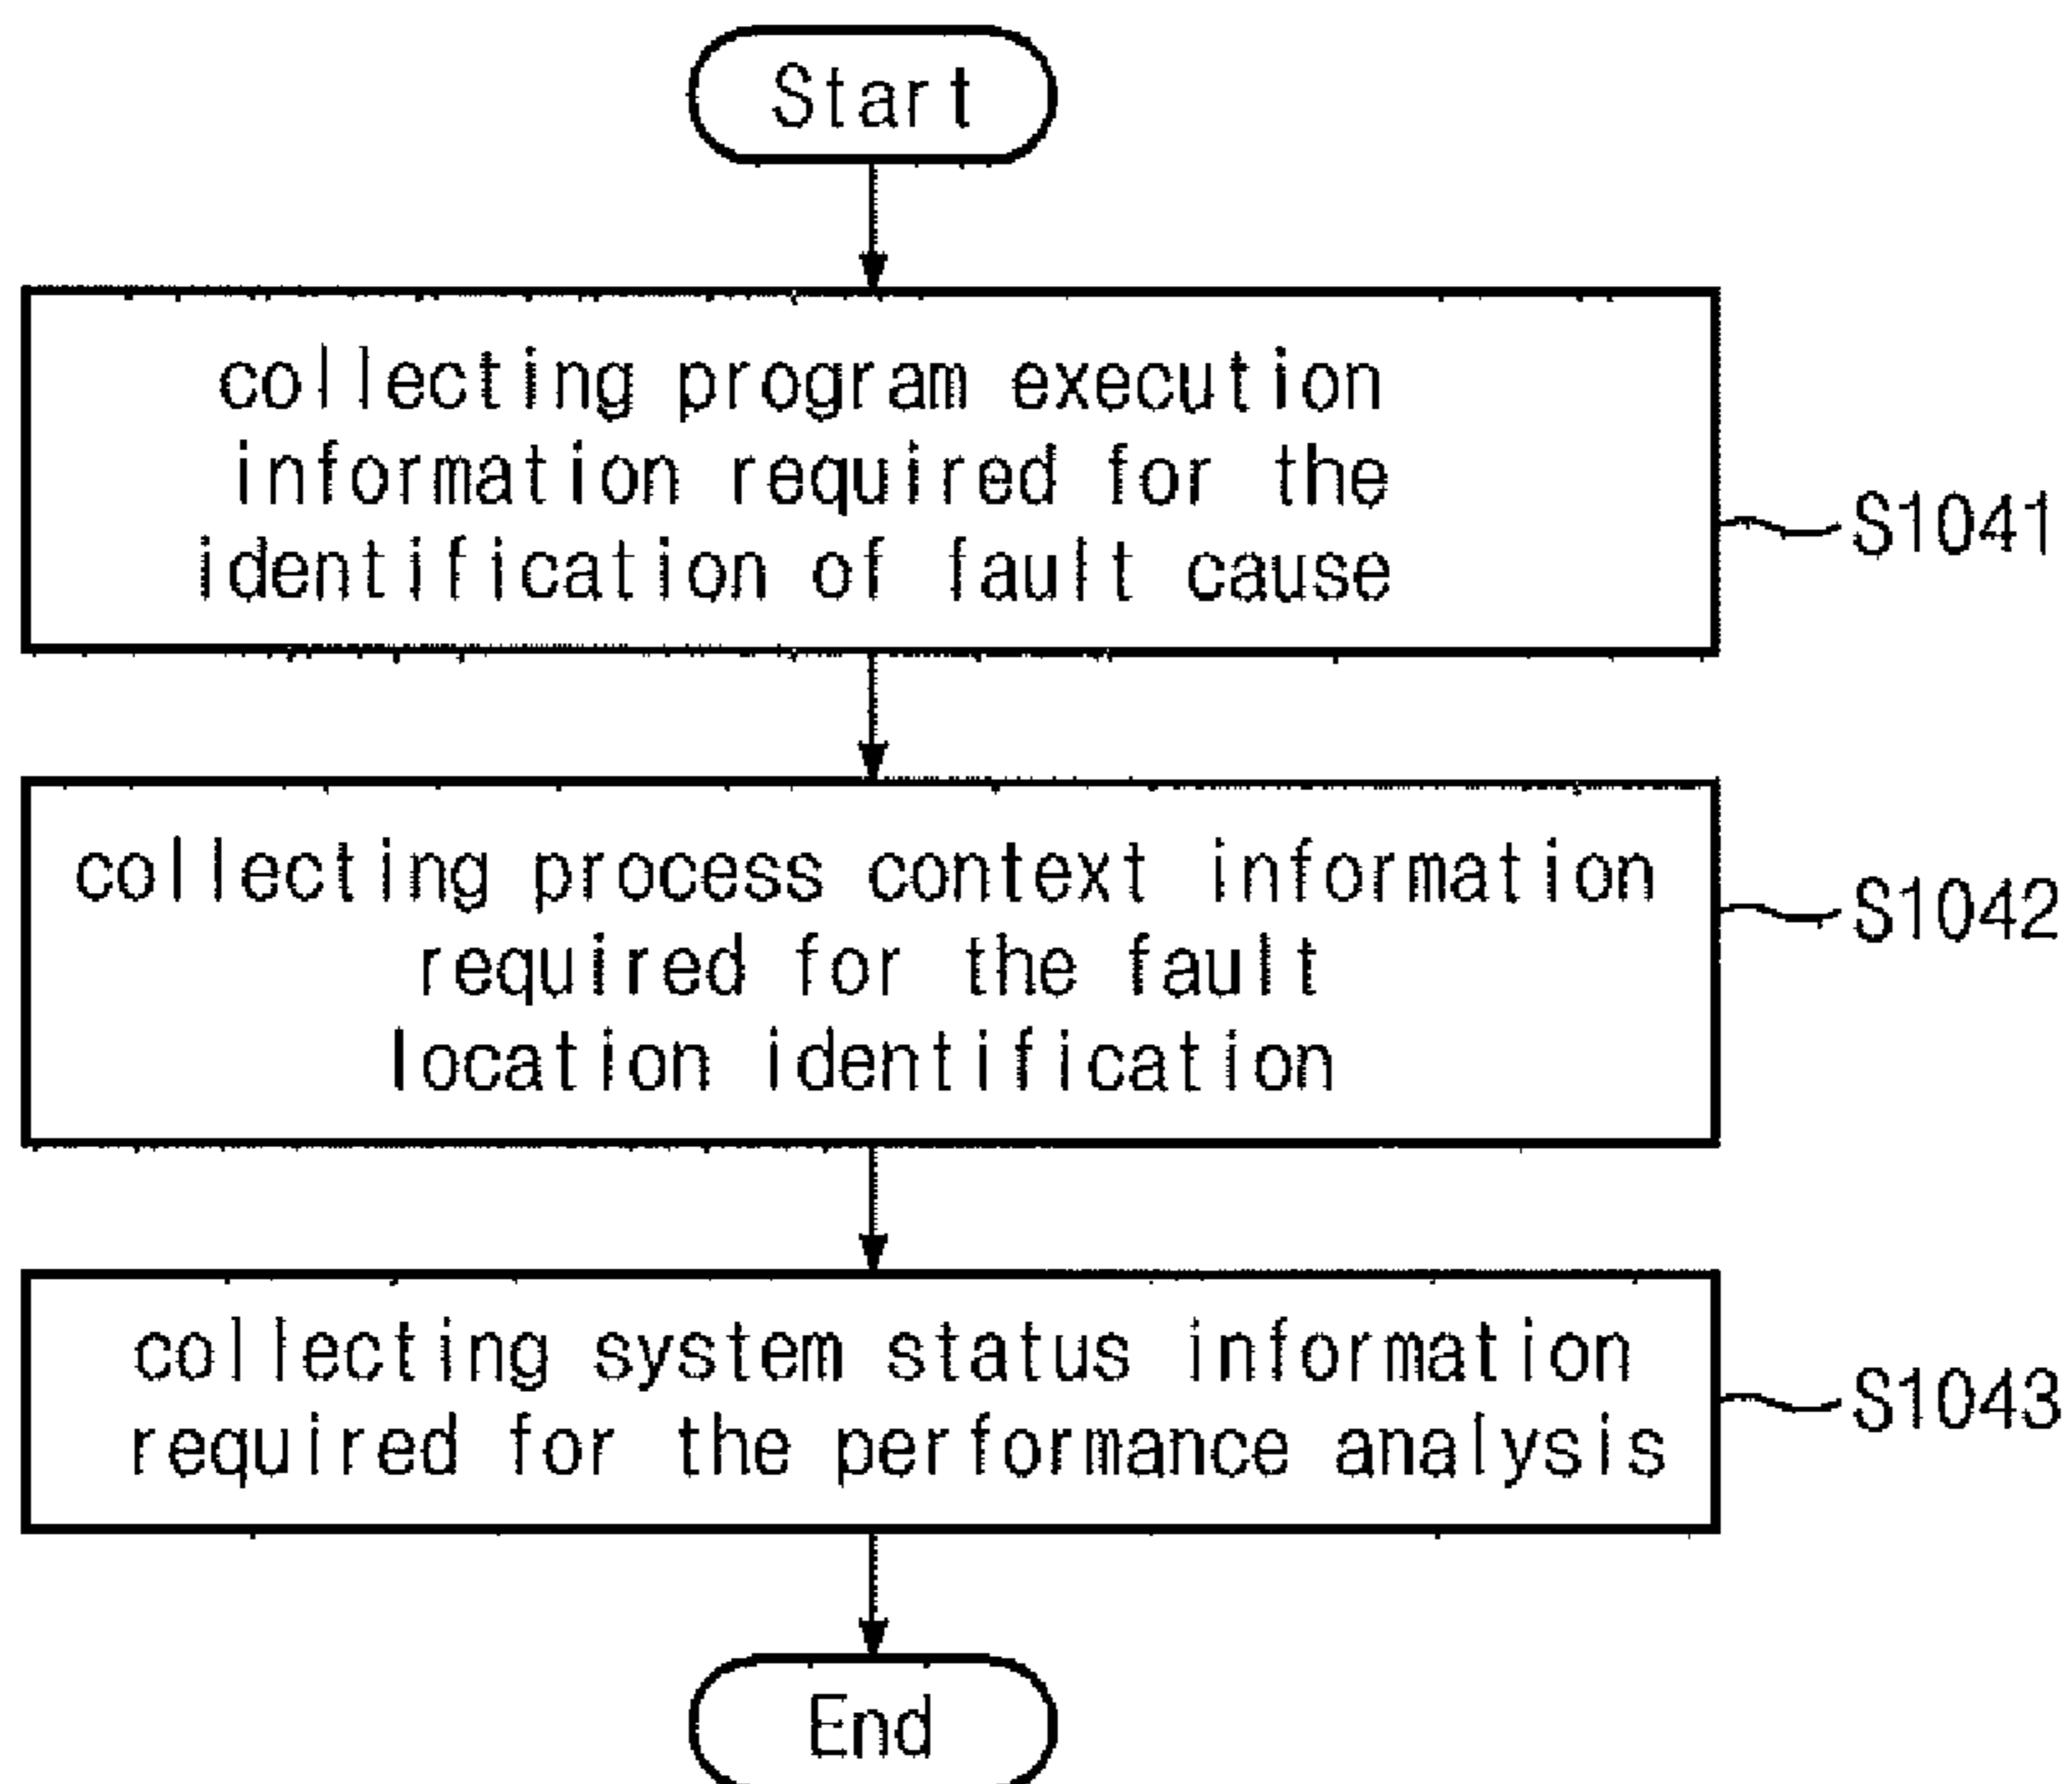 Start
collecting program execution
information required for the
identification of fault cause
S1041
collecting process context information
required for the fault
location identification
S1042
collecting system status information
required for the performance analysis
S1043
End